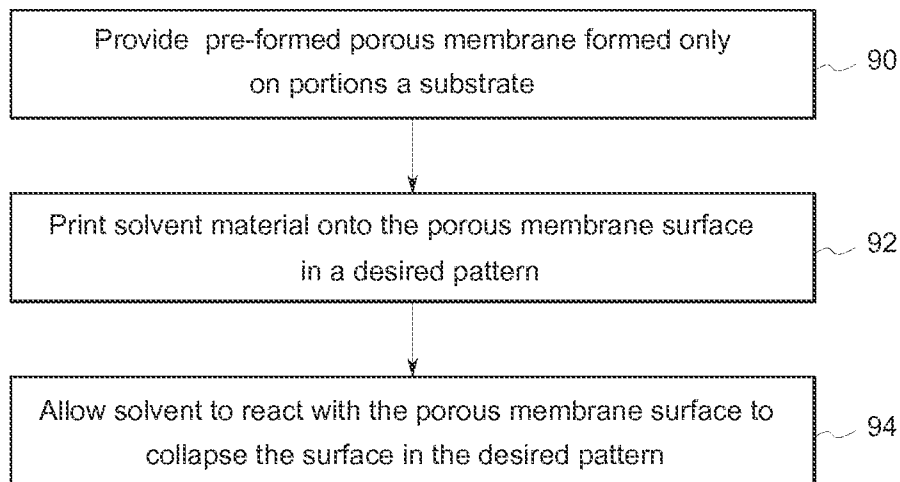 Provide pre-formed porous membrane formed only
on portions a substrate
90
Print solvent material onto the porous membrane surface
in a desired pattern
92
Allow solvent to react with the porous membrane surface to
collapse the surface in the desired pattern
94